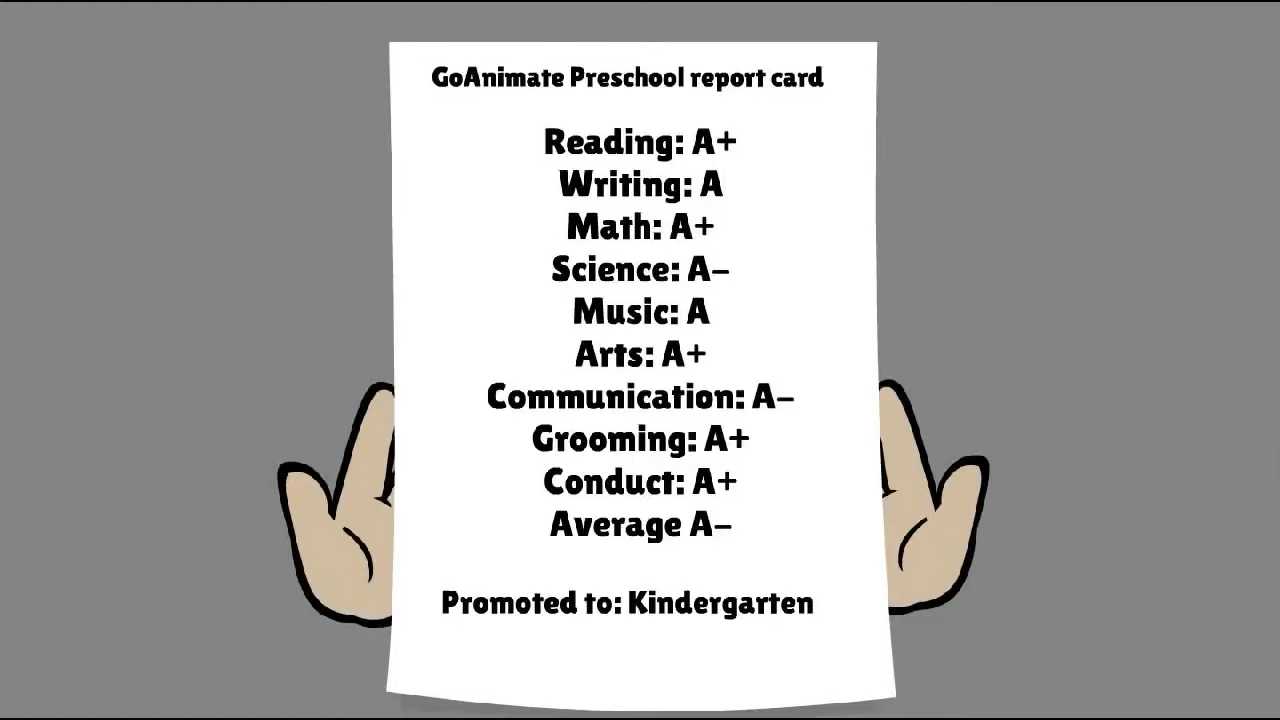 GoAnimate Preschool report card
Reading: A+
Writing: A
Math: A+
Science: A-
Music: A
Arts: A+
Communication: A-
Grooming: A+
Conduct: A+
Average A-
Promoted to: Kindergarten